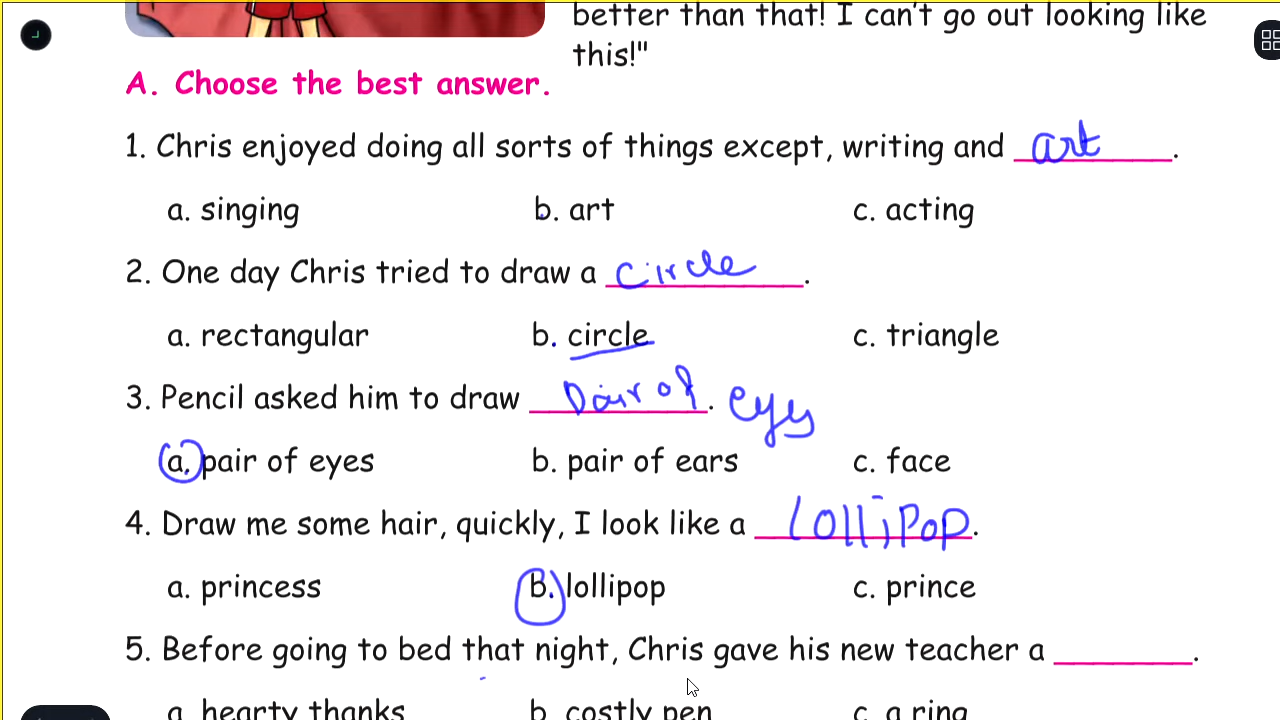 better than that! I can't go out looking like
this!"
A. Choose the best answer.
1. Chris enjoyed doing all sorts of things except, writing and art.
a. singing b. art c. acting
2. One day Chris tried to draw a circle.
a. rectangular b. circle c. triangle
3. Pencil asked him to draw pair of. eyes
a. pair of eyes b. pair of ears c. face
4. Draw me some hair, quickly, I look like a lollipop.
a. princess b. lollipop c. prince
5. Before going to bed that night, Chris gave his new teacher a ________.
a. hearty thanks b. costly pen c. a ring